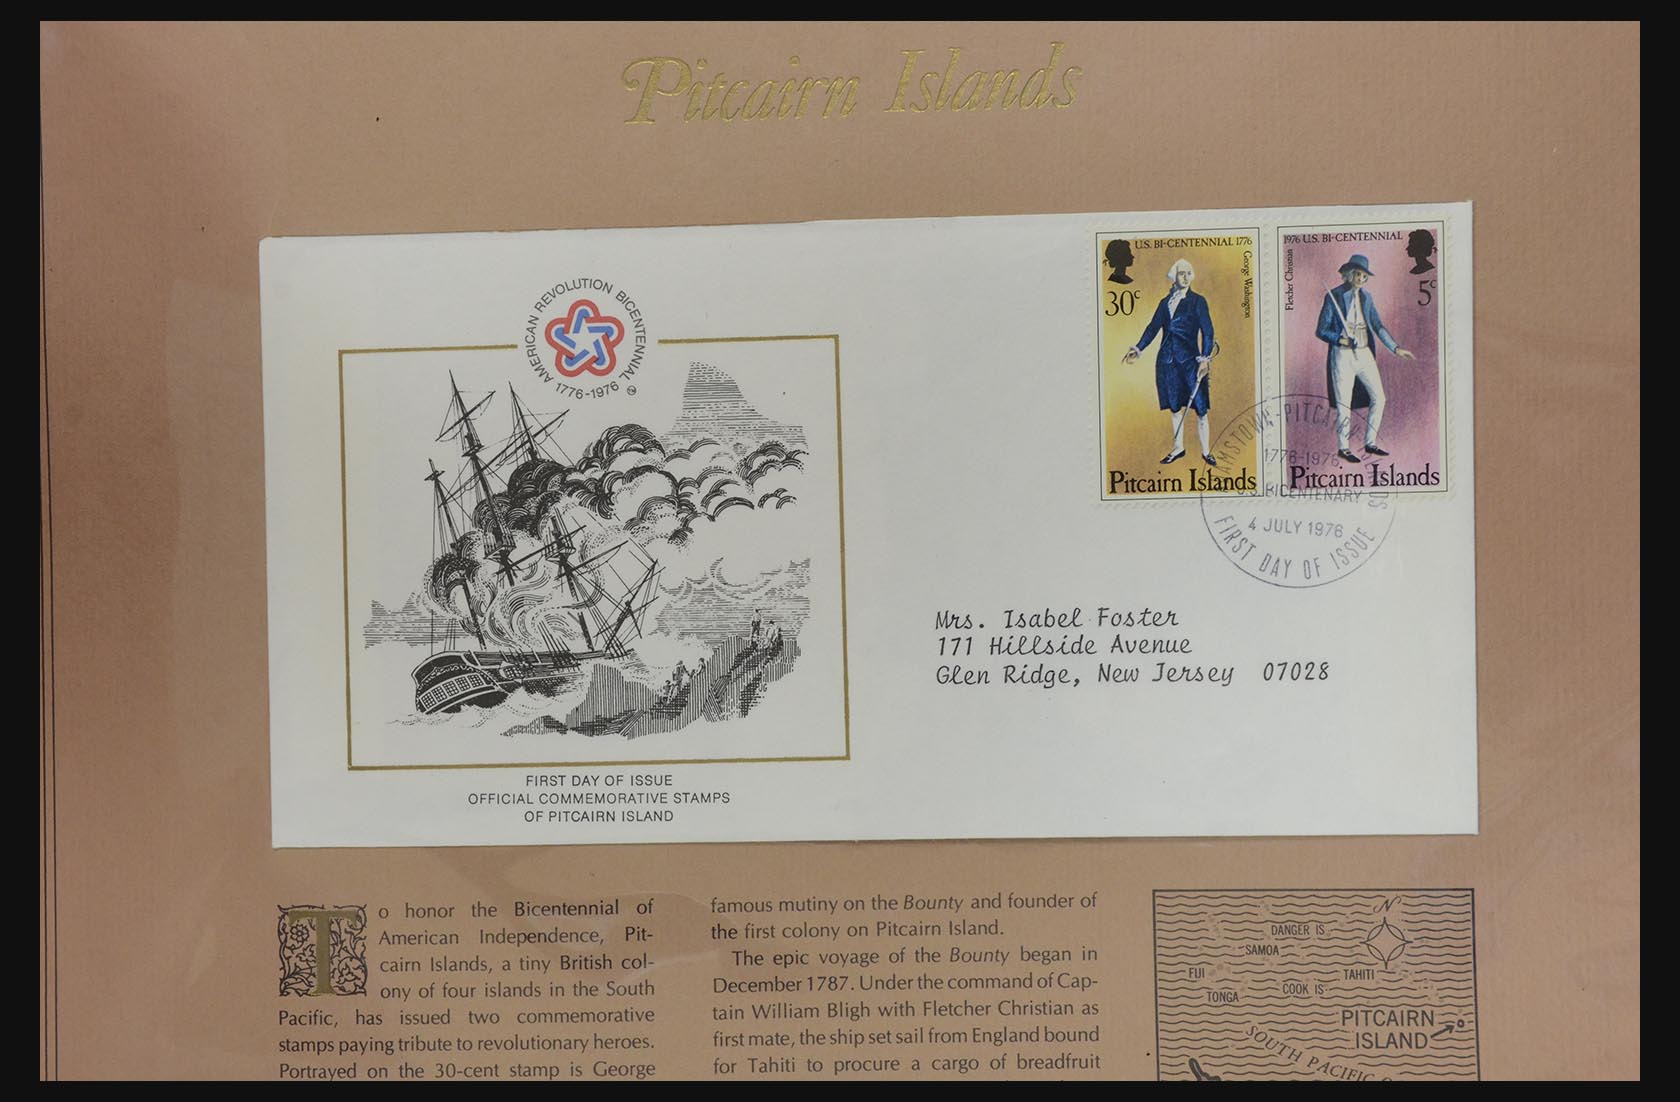 Pitcairn Islands
AMERICAN REVOLUTION BICENTENNIAL
1776-1976
U.S. BI-CENTENNIAL 1776
George Washington
30c
Pitcairn Islands
1976 U.S. BI-CENTENNIAL
Fletcher Christian
5c
Pitcairn Islands
AMSTOWN-PITCAIRN ISLANDS
1776-1976
U.S. BICENTENARY
4 JULY 1976
FIRST DAY OF ISSUE
Mrs. Isabel Foster
171 Hillside Avenue
Glen Ridge, New Jersey 07028
JG
FIRST DAY OF ISSUE
OFFICIAL COMMEMORATIVE STAMPS
OF PITCAIRN ISLAND
To honor the Bicentennial of
American Independence, Pit-
cairn Islands, a tiny British col-
ony of four islands in the South
Pacific, has issued two commemorative
stamps paying tribute to revolutionary heroes.
Portrayed on the 30-cent stamp is George
famous mutiny on the Bounty and founder of
the first colony on Pitcairn Island.
The epic voyage of the Bounty began in
December 1787. Under the command of Cap-
tain William Bligh with Fletcher Christian as
first mate, the ship set sail from England bound
for Tahiti to procure a cargo of breadfruit
N
DANGER IS
SAMOA
FIJI
TAHITI
TONGA
COOK IS
PITCAIRN
ISLAND
SOUTH PACIFIC O